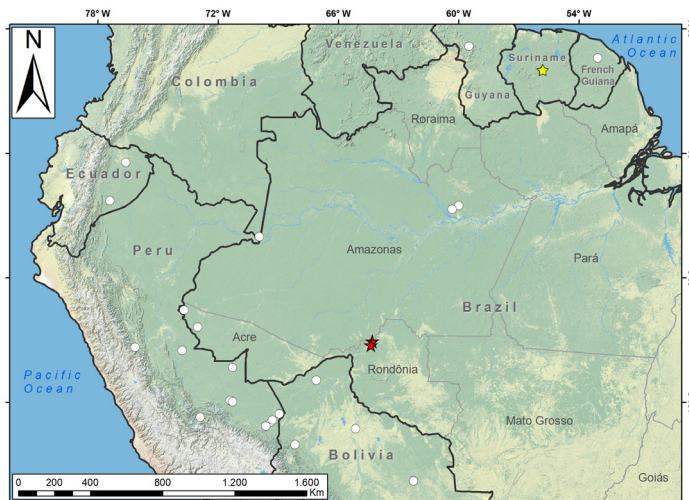 78°W 72°W 66°W 60°W 54°W
N
Venezuela
Atlantic
Ocean
Suriname
Colombia
French
Guiana
Guyana
Roraima
Amapá
Ecuador
Peru
Amazonas
Pará
Brazil
Acre
Pacific
Ocean
Rondônia
Mato Grosso
Bolivia
Goiás
0 200 400 800 1.200 1.600
Km